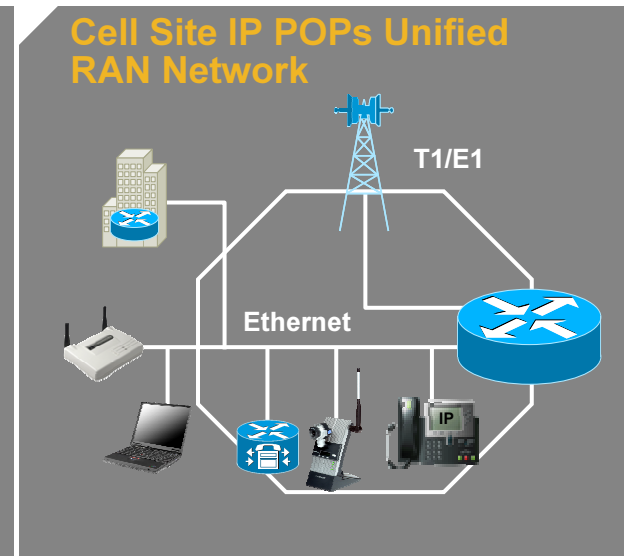 Cell Site IP POPs Unified
RAN Network
T1/E1
Ethernet
IP